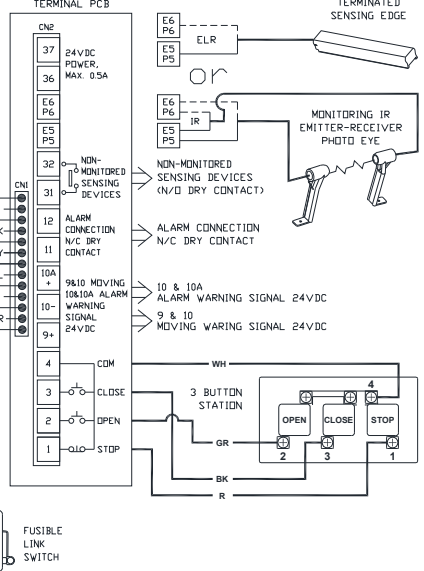 TERMINAL PCB
CN2
37
36
24VDC
POWER,
MAX. 0.5A
E6
P6
E5
P5
32
31
NON-
MONITORED
SENSING
DEVICES
NON-MONITORED
SENSING DEVICES
(N/O DRY CONTACT)
CN1
12
11
ALARM
CONNECTION
N/C DRY
CONTACT
ALARM CONNECTION
N/C DRY CONTACT
10A
+
10-
9+
9&10 MOVING
10&10A ALARM
WARNING
SIGNAL
24VDC
10 & 10A
ALARM WARNING SIGNAL 24VDC
9 & 10
MOVING WARING SIGNAL 24VDC
4
COM
3
CLOSE
2
OPEN
1
STOP
E6
P6
ELR
E5
P5
TERMINATED
SENSING EDGE
or
E6
P6
IR
E5
P5
MONITORING IR
EMITTER-RECEIVER
PHOTO EYE
WH
3 BUTTON
STATION
4
OPEN
CLOSE
STOP
2
3
1
GR
BK
R
FUSIBLE
LINK
SWITCH